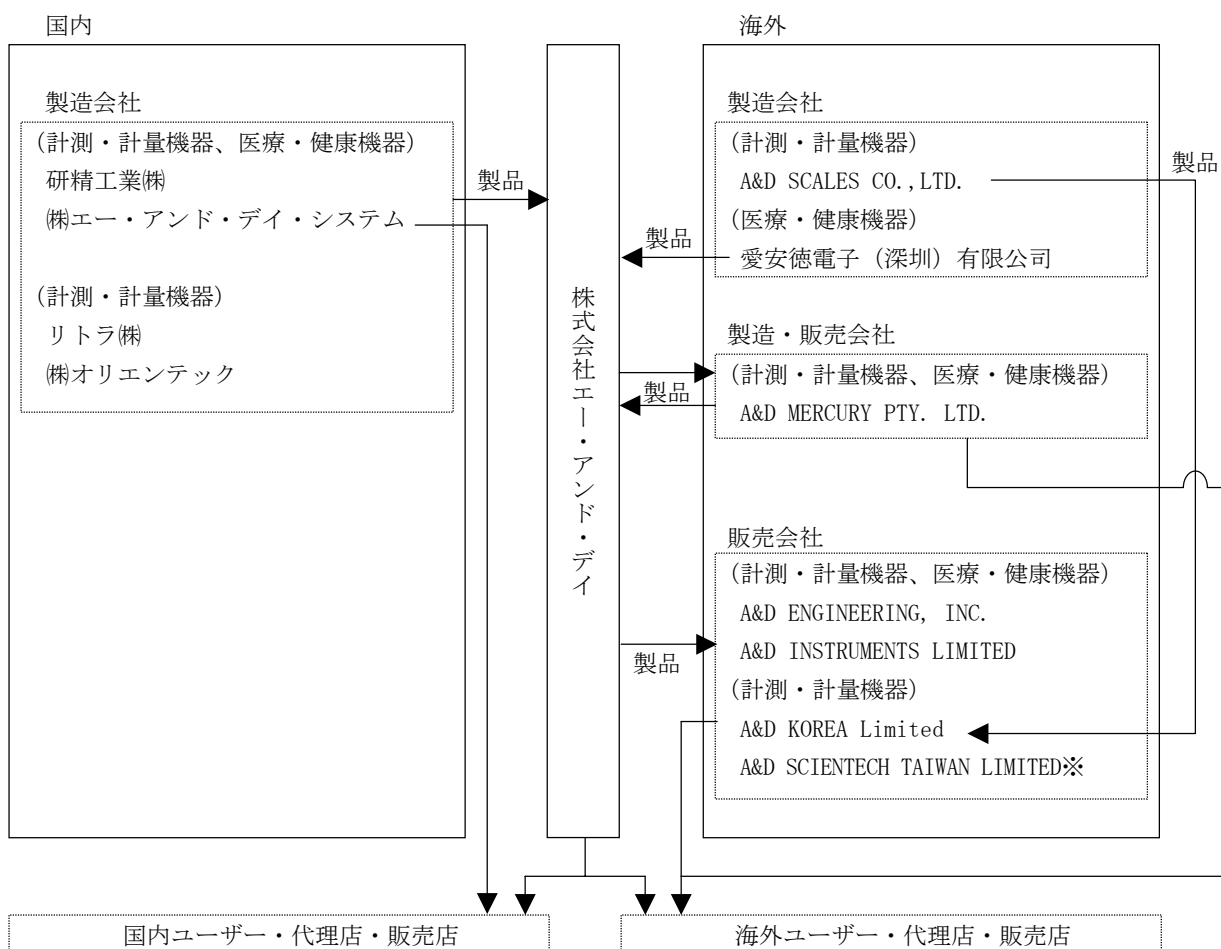 国内
製造会社
(計測・計量機器、医療・健康機器)
研精工業㈱
㈱エー・アンド・デイ・システム
(計測・計量機器)
リトラ㈱
㈱オリエンテック
製品
株式会社エー・アンド・デイ
製品
製品
製品
海外
製造会社
(計測・計量機器)
A&D SCALES CO.,LTD.
(医療・健康機器)
愛安徳電子（深圳）有限公司
製品
製造・販売会社
(計測・計量機器、医療・健康機器)
A&D MERCURY PTY. LTD.
販売会社
(計測・計量機器、医療・健康機器)
A&D ENGINEERING, INC.
A&D INSTRUMENTS LIMITED
(計測・計量機器)
A&D KOREA Limited
A&D SCIENTECH TAIWAN LIMITED※
国内ユーザー・代理店・販売店
海外ユーザー・代理店・販売店